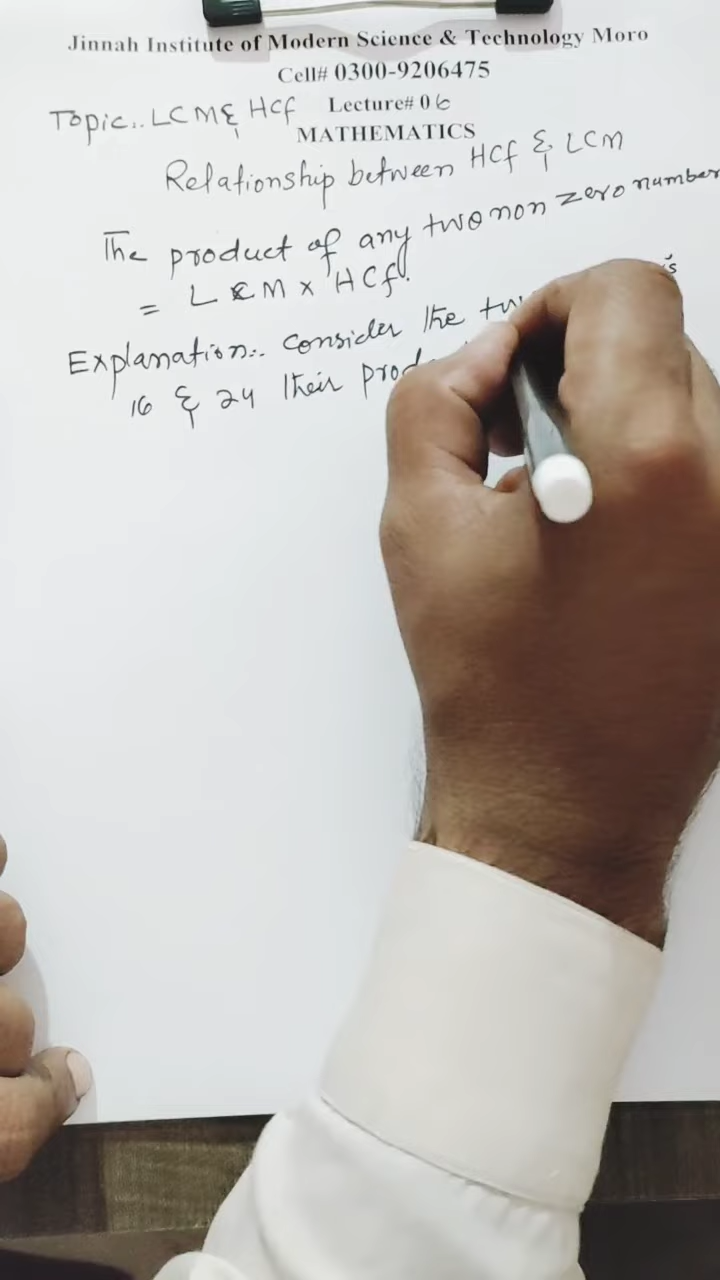 Jinnah Institute of Modern Science & Technology Moro
Cell# 0300-9206475
Topic:. LCM & HCf Lecture# 06
MATHEMATICS
Relationship between HCf & LCM
The product of any two non zero number
= LCM x HCf.
Explanation:. consider the
16 & 24 their